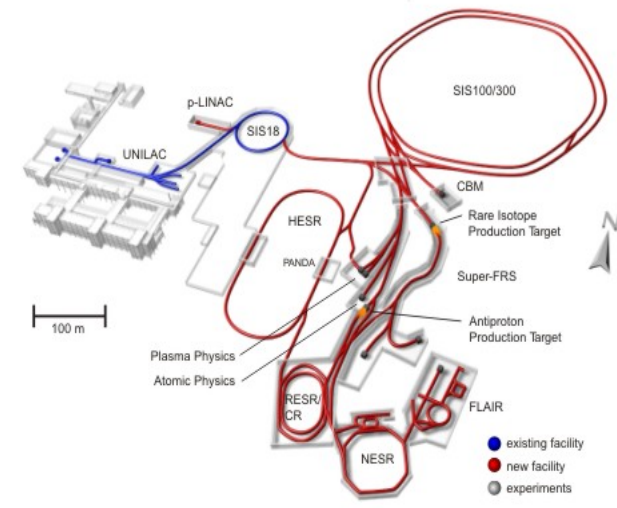 p-LINAC
SIS18
SIS100/300
UNILAC
CBM
Rare Isotope
Production Target
HESR
PANDA
Super-FRS
N
100 m
Antiproton
Production Target
Plasma Physics
Atomic Physics
RESR/
CR
FLAIR
NESR
existing facility
new facility
experiments